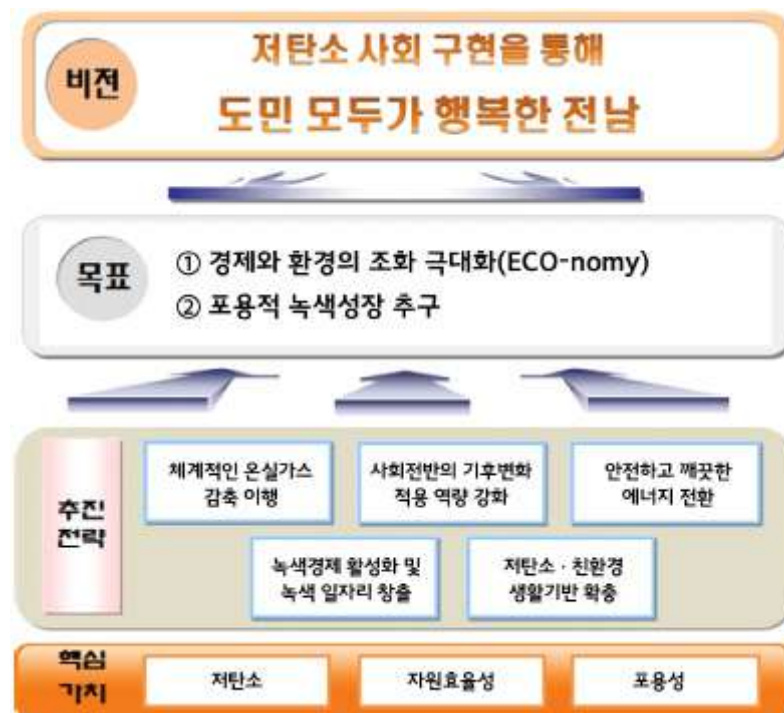 비전
저탄소 사회 구현을 통해
도민 모두가 행복한 전남
목표
① 경제와 환경의 조화 극대화(ECO-nomy)
② 포용적 녹색성장 추구
추진
전략
체계적인 온실가스
감축 이행
사회전반의 기후변화
적용 역량 강화
안전하고 깨끗한
에너지 전환
녹색경제 활성화 및
녹색 일자리 창출
저탄소 · 친환경
생활기반 확충
핵심
가치
저탄소
자원효율성
포용성